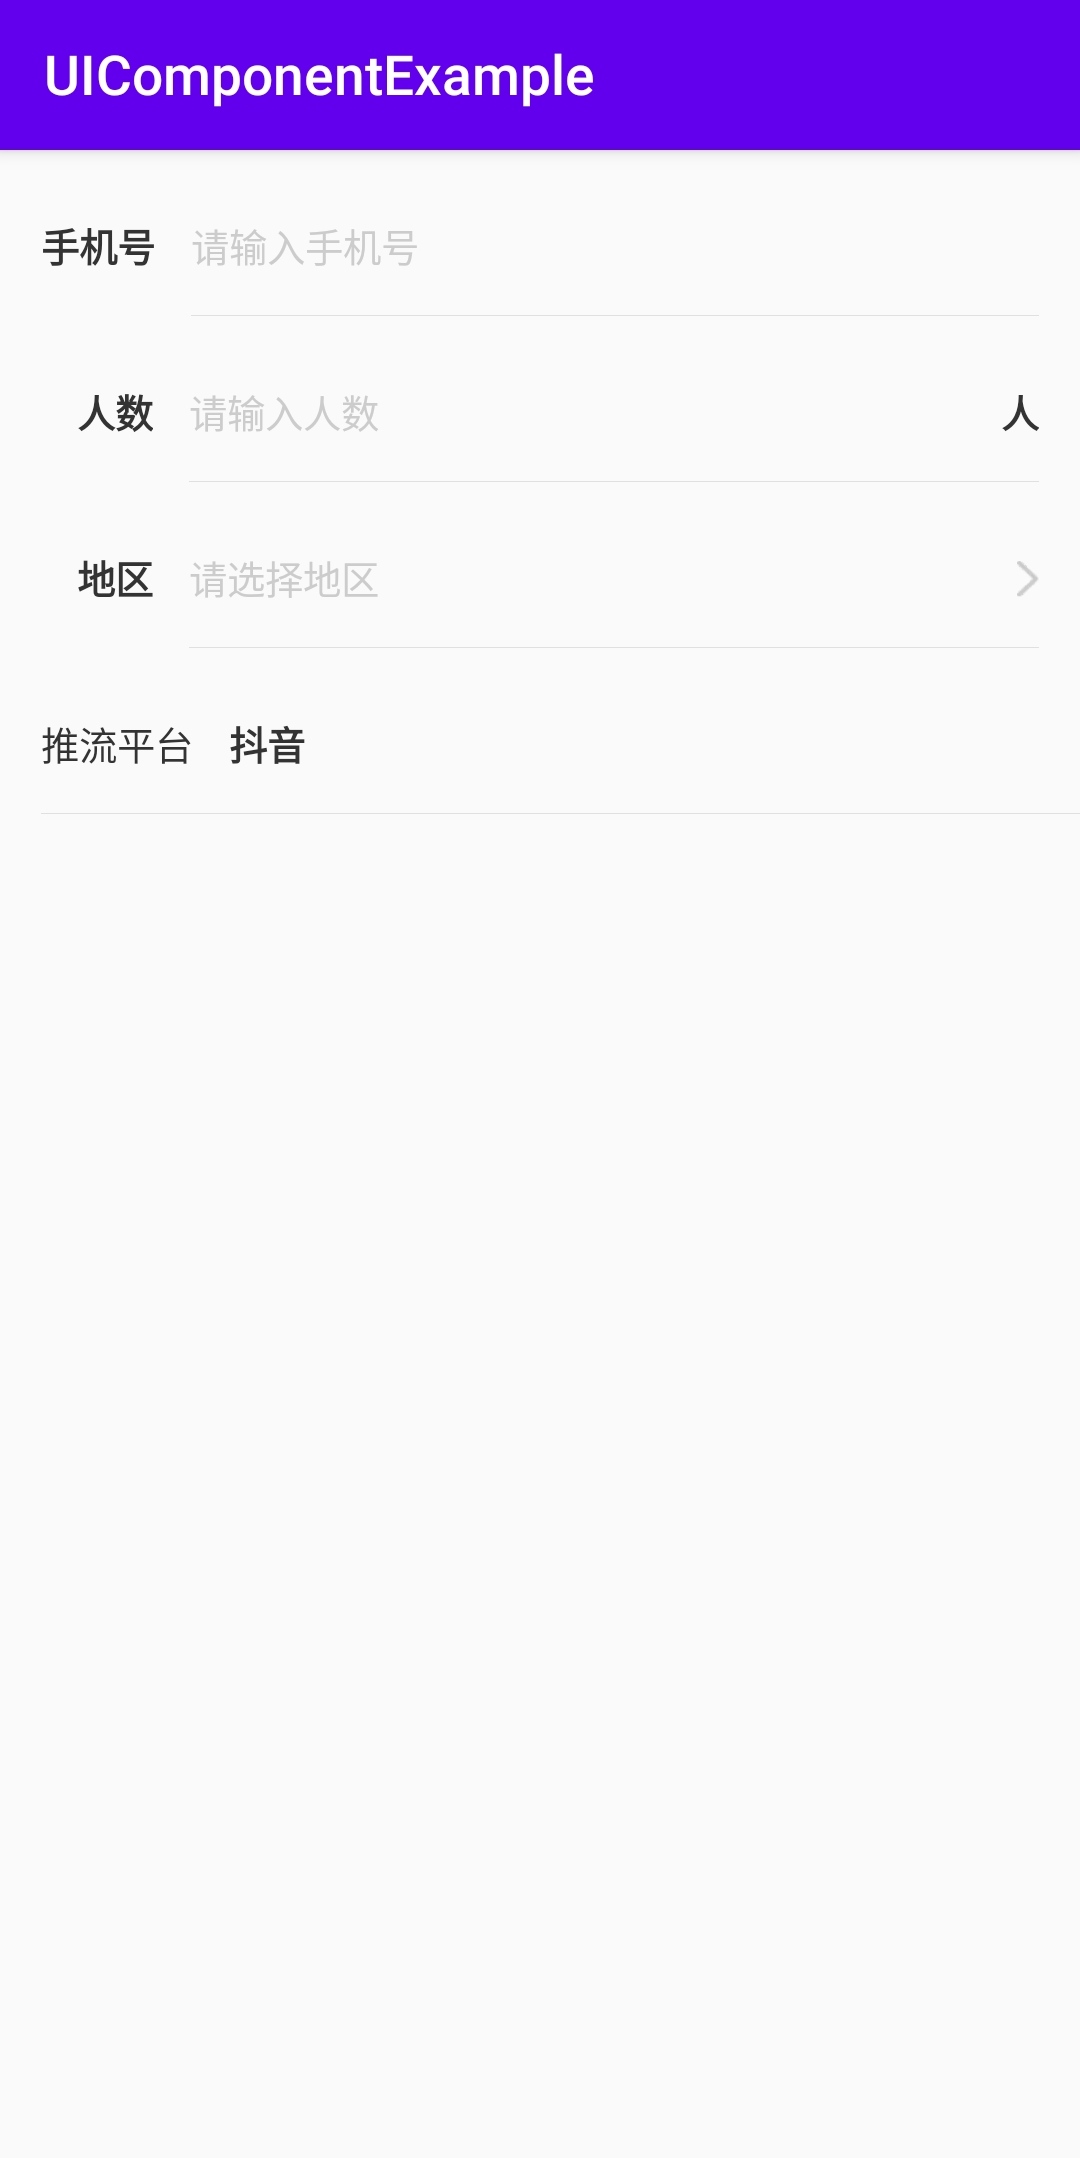 UIComponentExample
手机号 请输入手机号
人数 请输入人数 人
地区 请选择地区
推流平台 抖音